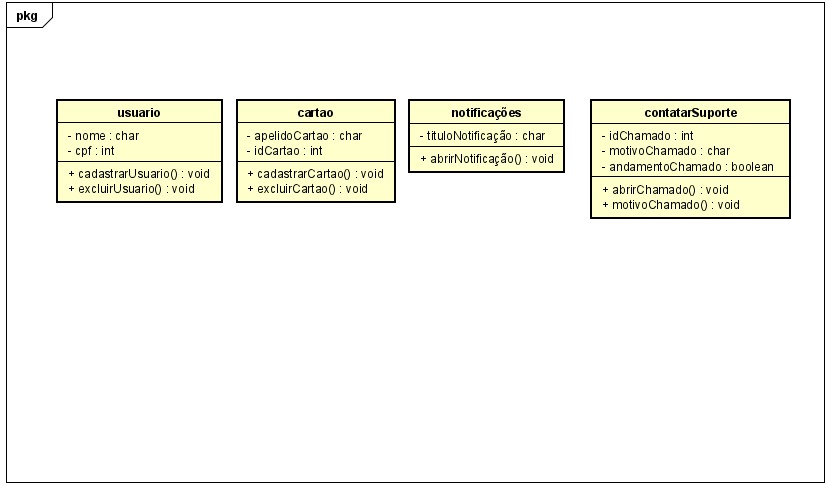 pkg
usuario
- nome : char
- cpf : int
+ cadastrarUsuario() : void
+ excluirUsuario() : void
cartao
- apelidoCartao : char
- idCartao : int
+ cadastrarCartao() : void
+ excluirCartao() : void
notificações
- tituloNotificação : char
+ abrirNotificação() : void
contatarSuporte
- idChamado : int
- motivoChamado : char
- andamentoChamado : boolean
+ abrirChamado() : void
+ motivoChamado() : void